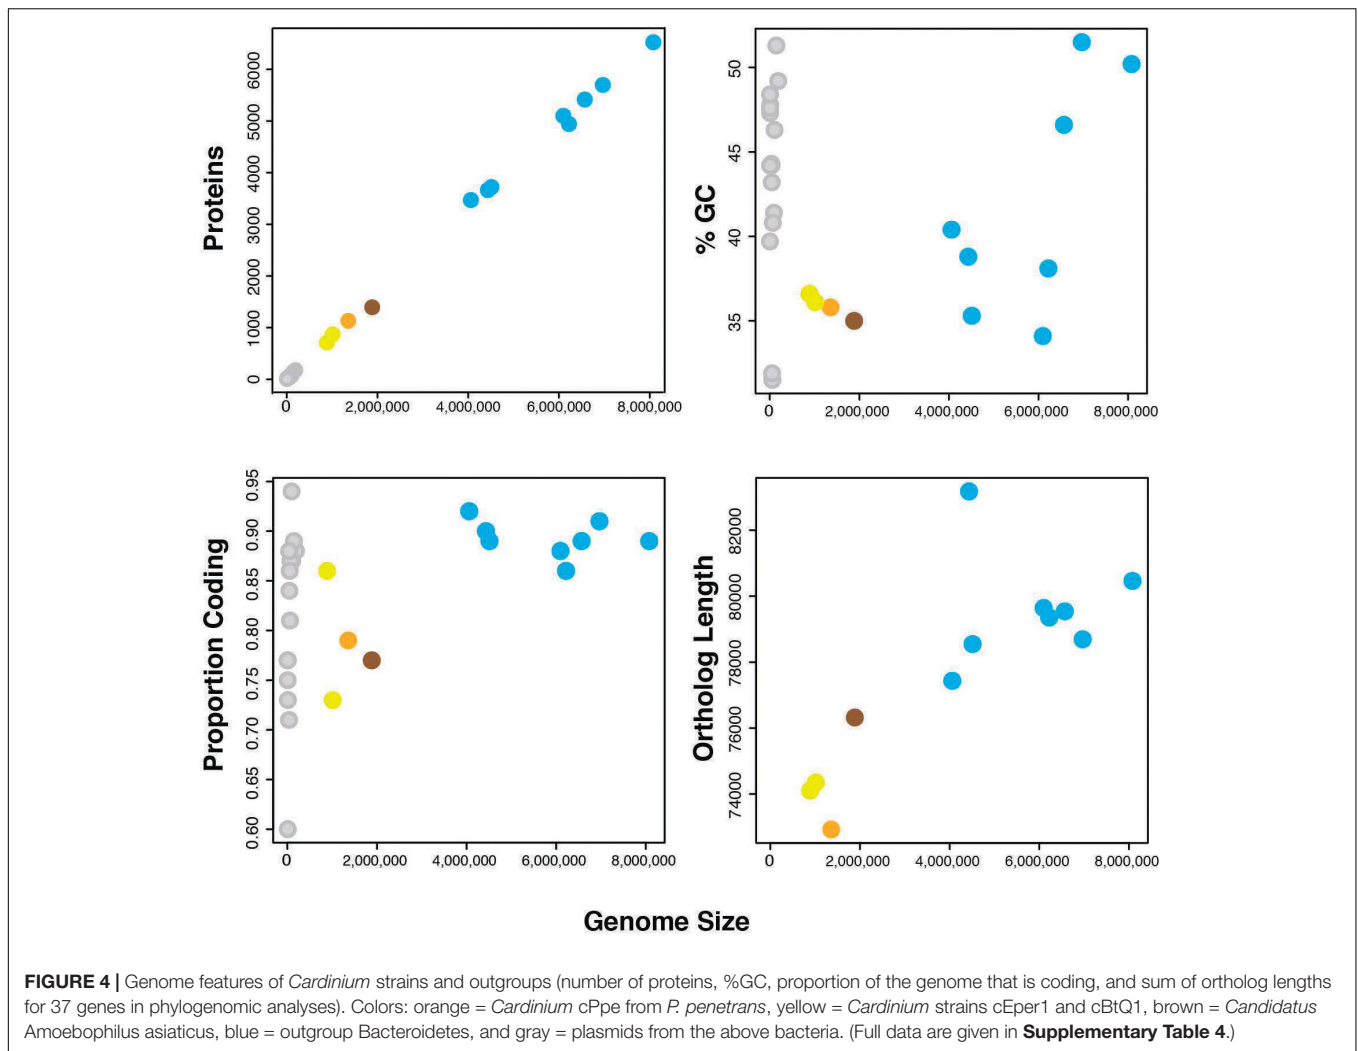 Proteins
6000
5000
4000
3000
2000
1000
0
0 2,000,000 4,000,000 6,000,000 8,000,000
% GC
50
45
40
35
0 2,000,000 4,000,000 6,000,000 8,000,000
Proportion Coding
0.95
0.90
0.85
0.80
0.75
0.70
0.65
0.60
0 2,000,000 4,000,000 6,000,000 8,000,000
Ortholog Length
82000
80000
78000
76000
74000
0 2,000,000 4,000,000 6,000,000 8,000,000
Genome Size
FIGURE 4 | Genome features of Cardinium strains and outgroups (number of proteins, %GC, proportion of the genome that is coding, and sum of ortholog lengths
for 37 genes in phylogenomic analyses). Colors: orange = Cardinium cPpe from P. penetrans, yellow = Cardinium strains cEper1 and cBtQ1, brown = Candidatus
Amoebophilus asiaticus, blue = outgroup Bacteroidetes, and gray = plasmids from the above bacteria. (Full data are given in Supplementary Table 4.)